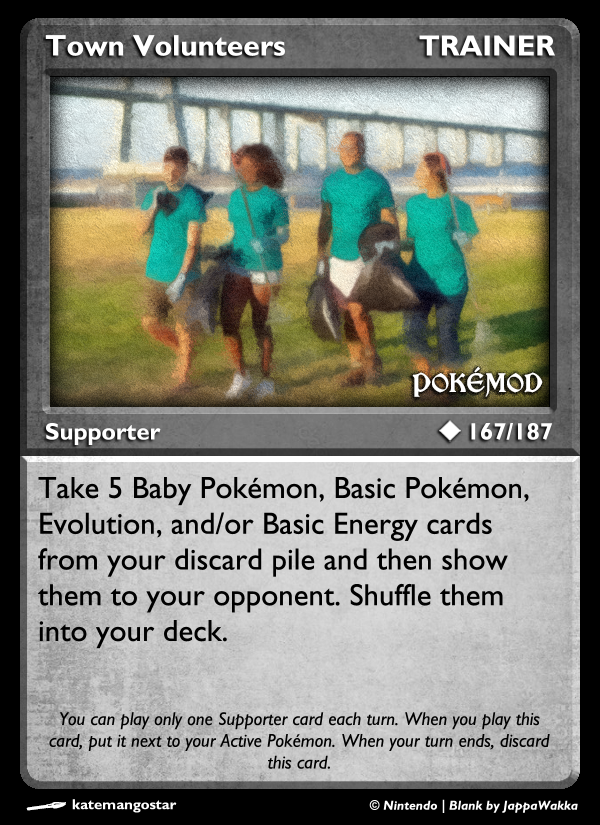 Town Volunteers TRAINER
POKÉMOD
Supporter ◆ 167/187
Take 5 Baby Pokémon, Basic Pokémon,
Evolution, and/or Basic Energy cards
from your discard pile and then show
them to your opponent. Shuffle them
into your deck.
You can play only one Supporter card each turn. When you play this
card, put it next to your Active Pokémon. When your turn ends, discard
this card.
katemangostar © Nintendo | Blank by JappaWakka